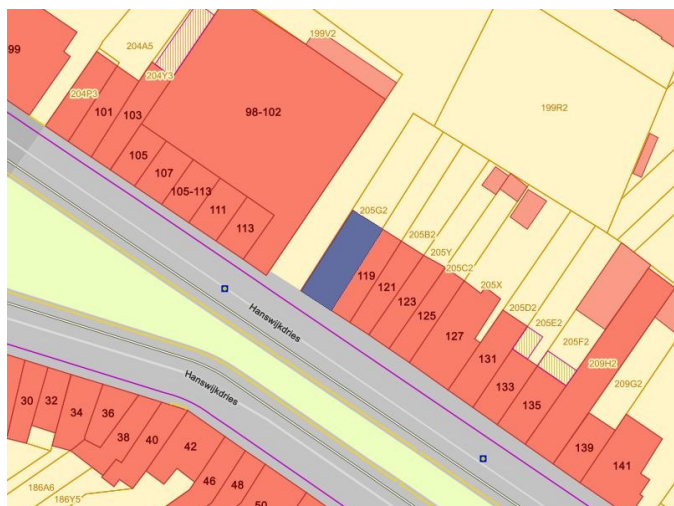 199V2
204A5
99
204Y3
204P3
101
103
98-102
199R2
105
107
105-113
111
113
205G2
205B2
205Y
205C2
205X
119
121
123
125
127
205D2
205E2
205F2
131
133
135
209H2
209G2
139
141
Hanswijkdries
Hanswijkdries
30
32
34
36
38
40
42
46
48
50
186A6
186Y5